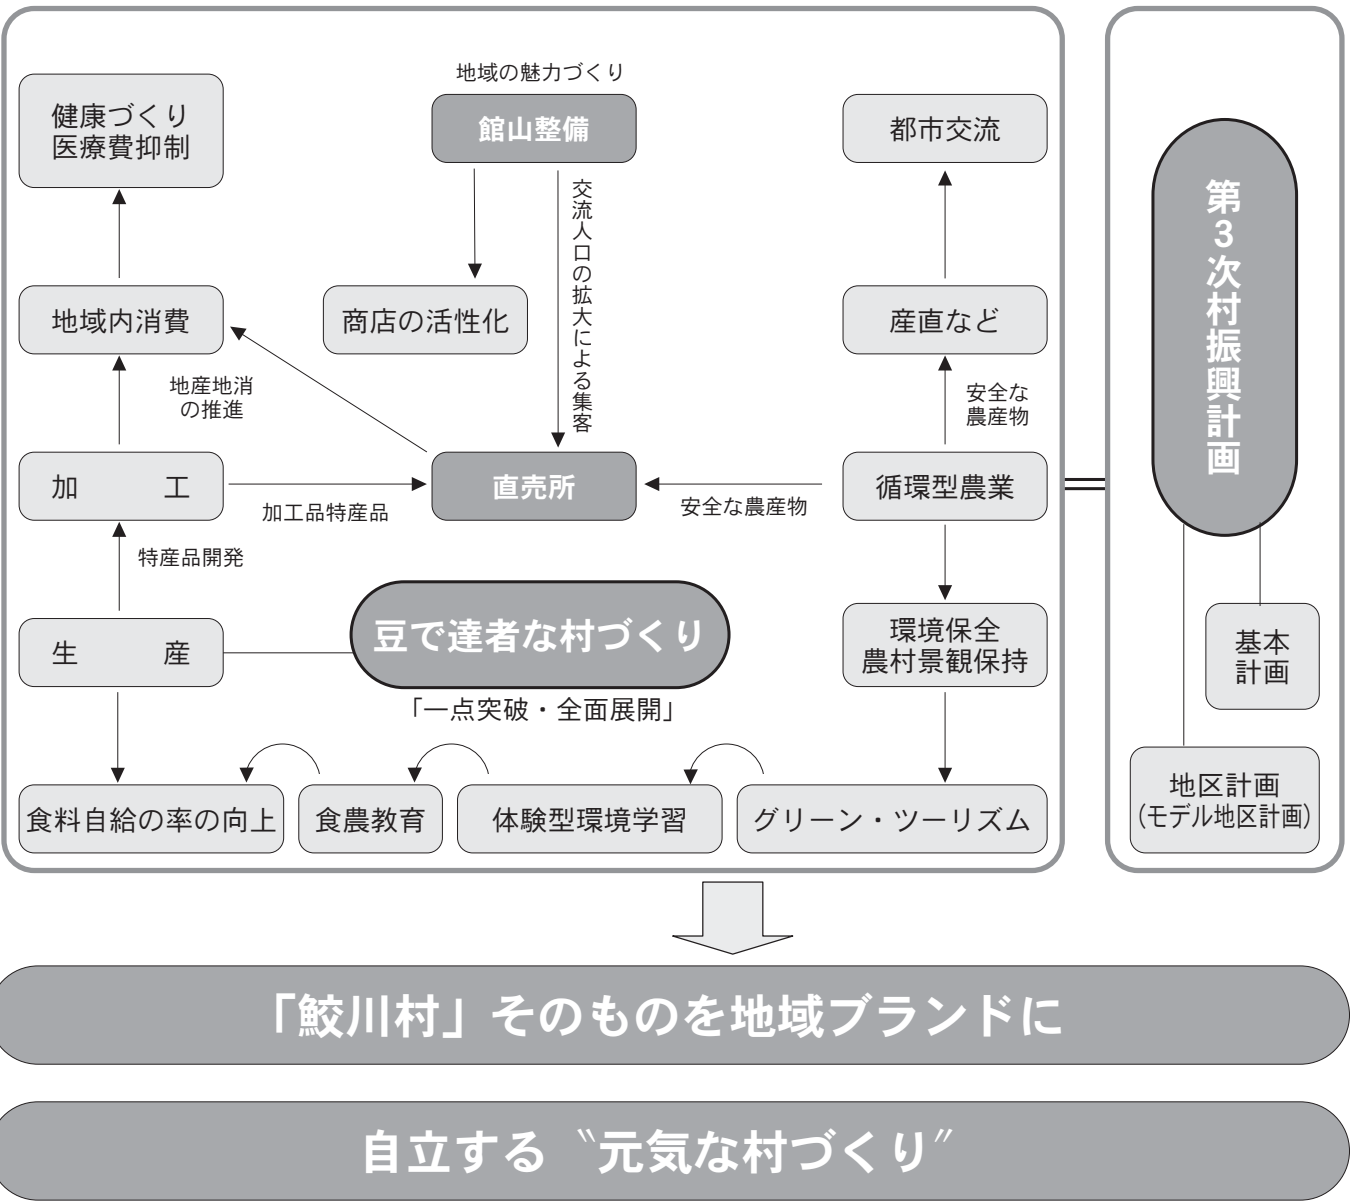 地域の魅力づくり
健康づくり
医療費抑制
館山整備
都市交流
交流人口の拡大による集客
地域内消費
商店の活性化
産直など
地産地消
の推進
安全な
農産物
加　　工
直売所
循環型農業
加工品特産品
安全な農産物
特産品開発
生　　産
豆で達者な村づくり
環境保全
農村景観保持
「一点突破・全面展開」
食料自給の率の向上
食農教育
体験型環境学習
グリーン・ツーリズム
第3次村振興計画
基本
計画
地区計画
(モデル地区計画)
「鮫川村」そのものを地域ブランドに
自立する〝元気な村づくり〞